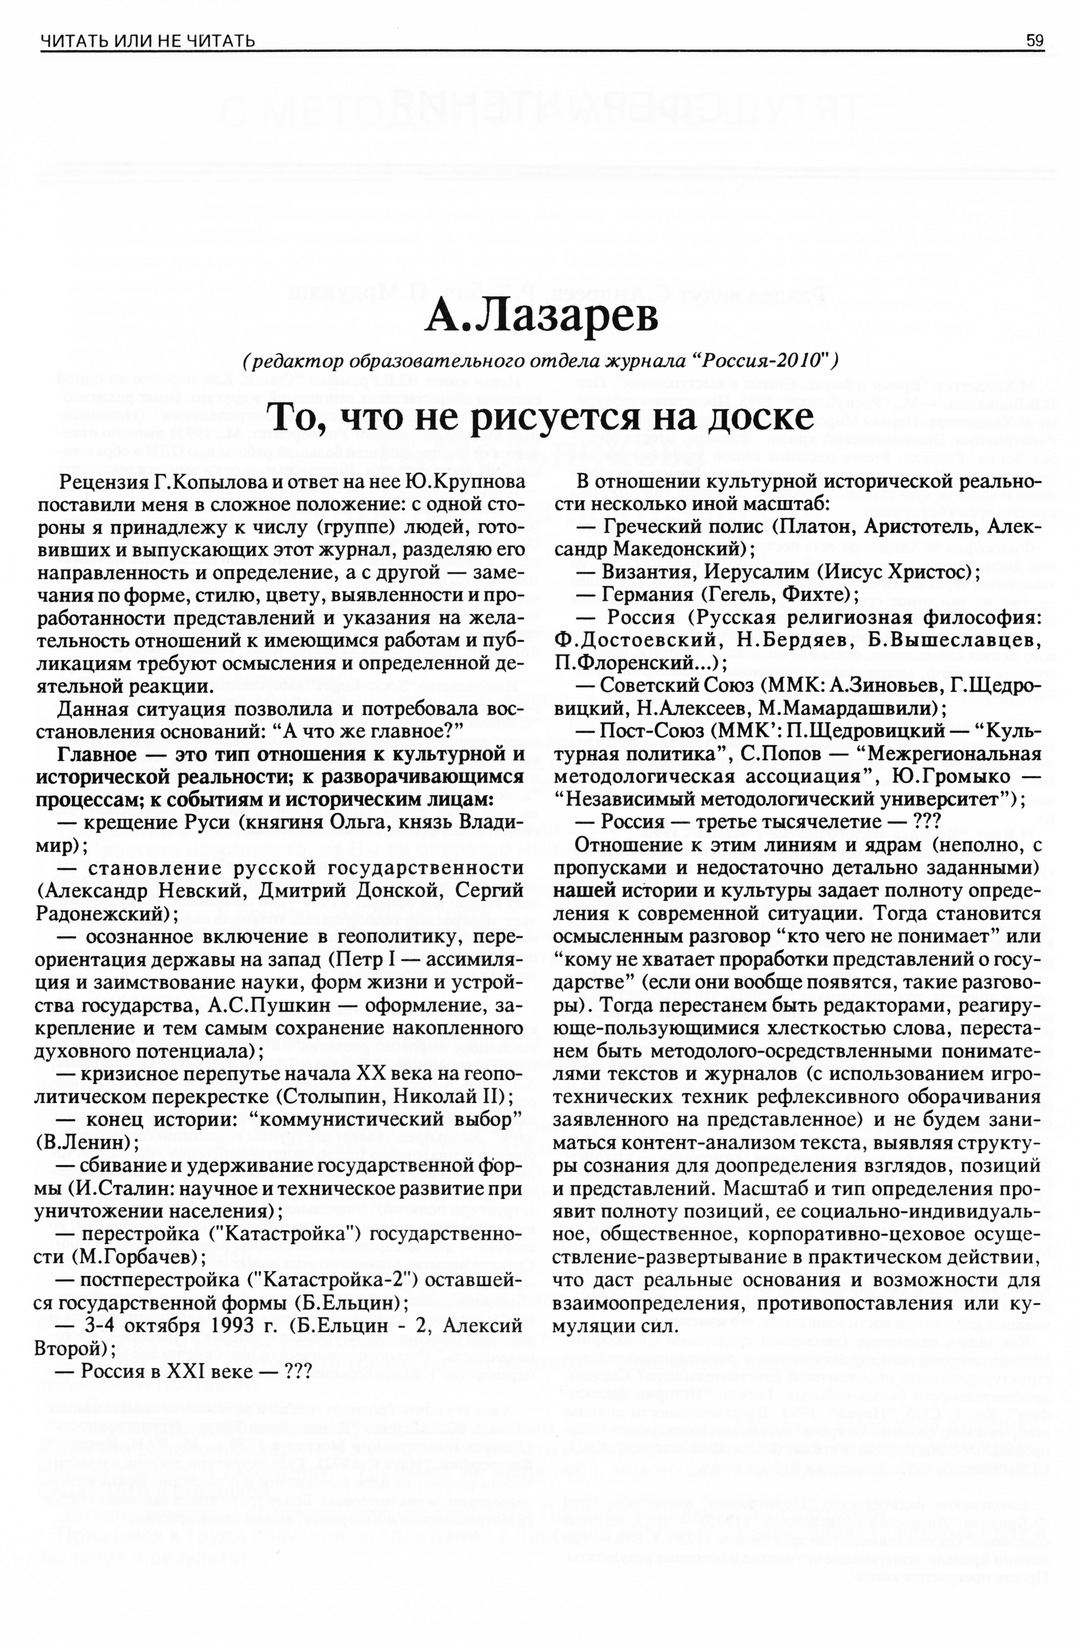 ЧИТАТЬ ИЛИ НЕ ЧИТАТЬ 59
А.Лазарев
(редактор образовательного отдела журнала “Россия-2010")
То, что не рисуется на доске
Рецензия Г.Копылова и ответ на нее Ю.Крупнова
поставили меня в сложное положение: с одной сто-
роны я принадлежу к числу (группе) людей, гото-
вивших и выпускающих этот журнал, разделяю его
направленность и определение, а с другой — заме-
чания по форме, стилю, цвету, выявленности и про-
работанности представлений и указания на жела-
тельность отношений к имеющимся работам и пуб-
ликациям требуют осмысления и определенной де-
ятельной реакции.
Данная ситуация позволила и потребовала вос-
становления оснований: “А что же главное?”
Главное — это тип отношения к культурной и
исторической реальности; к разворачивающимся
процессам; к событиям и историческим лицам:
— крещение Руси (княгиня Ольга, князь Влади-
мир);
— становление русской государственности
(Александр Невский, Дмитрий Донской, Сергий
Радонежский);
— осознанное включение в геополитику, пере-
ориентация державы на запад (Петр I — ассимиля-
ция и заимствование науки, форм жизни и устрой-
ства государства, А.С.Пушкин — оформление, за-
крепление и тем самым сохранение накопленного
духовного потенциала);
— кризисное перепутье начала XX века на геопо-
литическом перекрестке (Столыпин, Николай II);
— конец истории: “коммунистический выбор”
(В.Ленин);
— сбивание и удерживание государственной фор-
мы (И.Сталин: научное и техническое развитие при
уничтожении населения);
— перестройка ("Катастройка") государственно-
сти (М.Горбачев);
— постперестройка ("Катастройка-2") оставшей-
ся государственной формы (Б.Ельцин);
— 3-4 октября 1993 г. (Б.Ельцин - 2, Алексий
Второй);
— Россия в XXI веке — ???
В отношении культурной исторической реально-
сти несколько иной масштаб:
— Греческий полис (Платон, Аристотель, Алек-
сандр Македонский);
— Византия, Иерусалим (Иисус Христос);
— Германия (Гегель, Фихте);
— Россия (Русская религиозная философия:
Ф.Достоевский, Н.Бердяев, Б.Вышеславцев,
П.Флоренский...);
— Советский Союз (ММК: А.Зиновьев, Г.Щедро-
вицкий, Н.Алексеев, М.Мамардашвили);
— Пост-Союз (ММК’: П.Щедровицкий — “Куль-
турная политика”, С.Попов — “Межрегиональная
методологическая ассоциация”, Ю.Громыко —
“Независимый методологический университет”);
— Россия — третье тысячелетие — ???
Отношение к этим линиям и ядрам (неполно, с
пропусками и недостаточно детально заданными)
нашей истории и культуры задает полноту опреде-
ления к современной ситуации. Тогда становится
осмысленным разговор “кто чего не понимает” или
“кому не хватает проработки представлений о госу-
дарстве” (если они вообще появятся, такие разгово-
ры). Тогда перестанем быть редакторами, реагиру-
юще-пользующимися хлесткостью слова, переста-
нем быть методолого-осредствленными понимате-
лями текстов и журналов (с использованием игро-
технических техник рефлексивного оборачивания
заявленного на представленное) и не будем зани-
маться контент-анализом текста, выявляя структу-
ры сознания для доопределения взглядов, позиций
и представлений. Масштаб и тип определения про-
явит полноту позиций, ее социально-индивидуаль-
ное, общественное, корпоративно-цеховое осуще-
ствление-развертывание в практическом действии,
что даст реальные основания и возможности для
взаимоопределения, противопоставления или ку-
муляции сил.